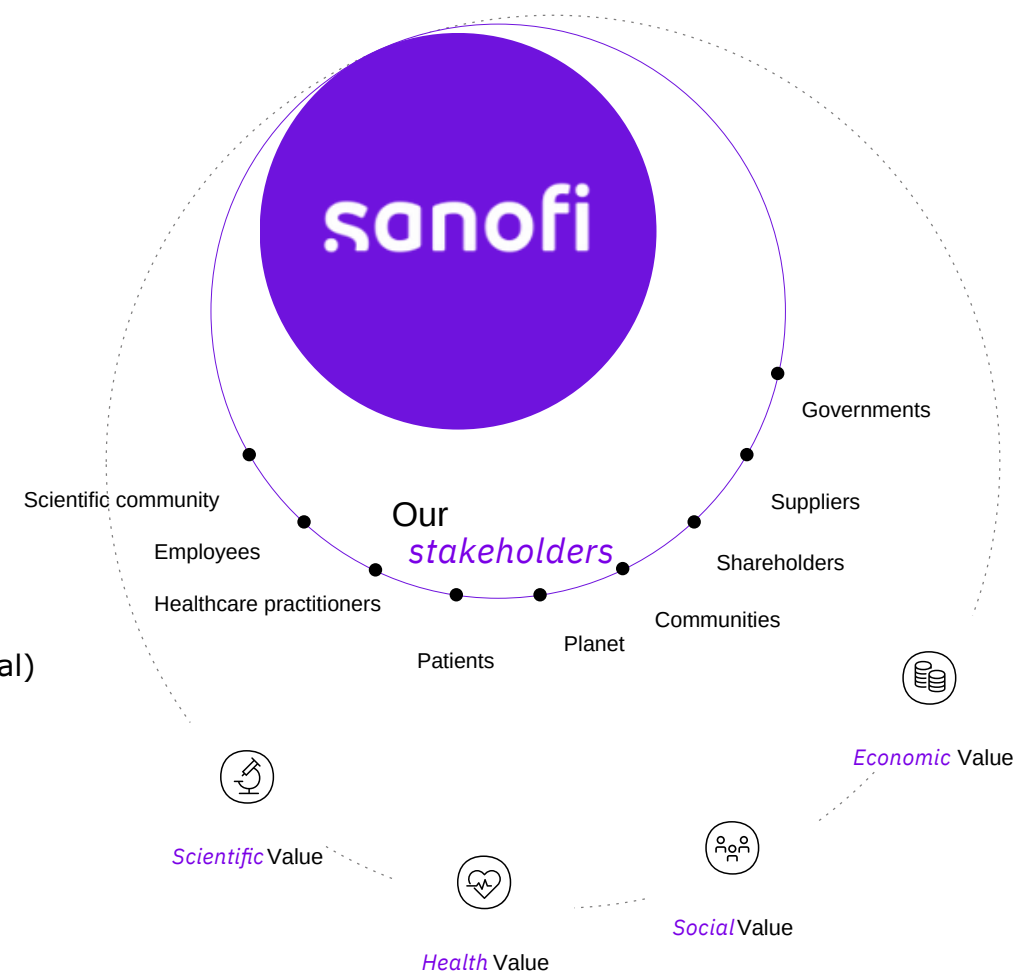 sanofi
Governments
Scientific community
Our
Suppliers
Employees
stakeholders
Shareholders
Healthcare practitioners
Communities
Planet
Patients
al)
Economic Value
Scientific Value
Social Value
Health Value